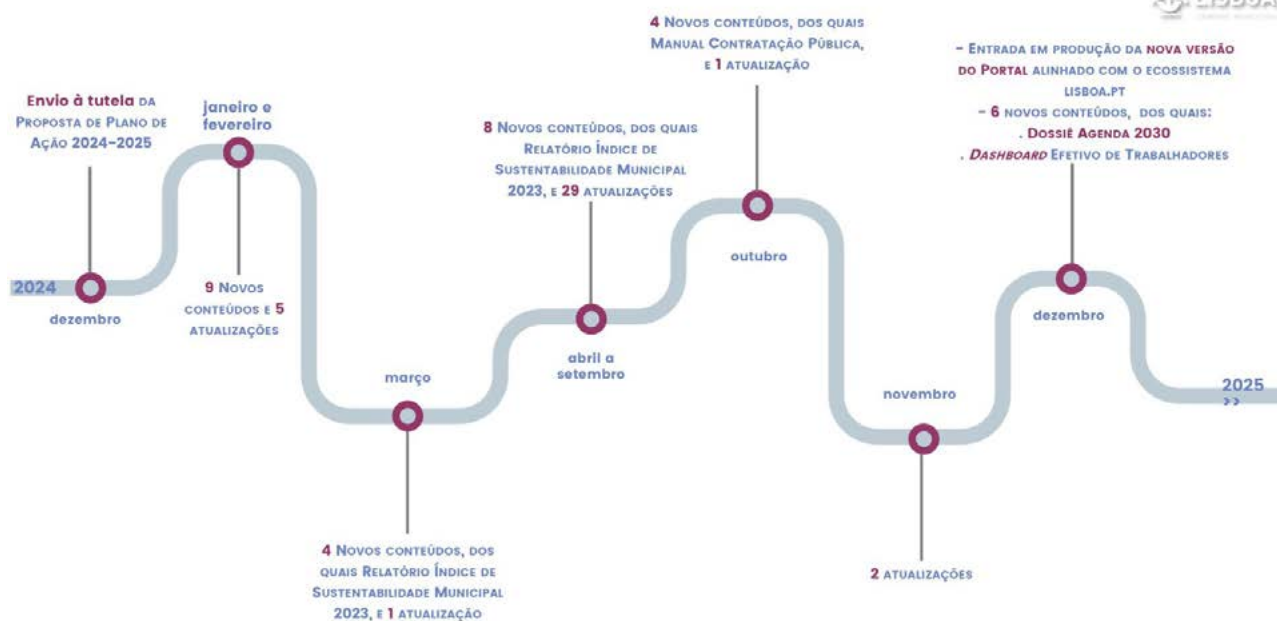 LISBOA
Envio à tutela DA
PROPOSTA DE PLANO DE
AÇÃO 2024-2025
2024
dezembro
janeiro e
fevereiro
9 NOVOS
CONTEÚDOS E 5
ATUALIZAÇÕES
março
4 NOVOS CONTEÚDOS, DOS
QUAIS RELATÓRIO ÍNDICE DE
SUSTENTABILIDADE MUNICIPAL
2023, E 1 ATUALIZAÇÃO
8 NOVOS CONTEÚDOS, DOS QUAIS
RELATÓRIO ÍNDICE DE
SUSTENTABILIDADE MUNICIPAL
2023, E 29 ATUALIZAÇÕES
abril a
setembro
4 NOVOS CONTEÚDOS, DOS QUAIS
MANUAL CONTRATAÇÃO PÚBLICA,
E 1 ATUALIZAÇÃO
outubro
novembro
2 ATUALIZAÇÕES
- ENTRADA EM PRODUÇÃO DA NOVA VERSÃO
DO PORTAL ALINHADO COM O ECOSSISTEMA
LISBOA.PT
- 6 NOVOS CONTEÚDOS, DOS QUAIS:
. DOSSIÊ AGENDA 2030
. DASHBOARD EFETIVO DE TRABALHADORES
dezembro
2025
>>